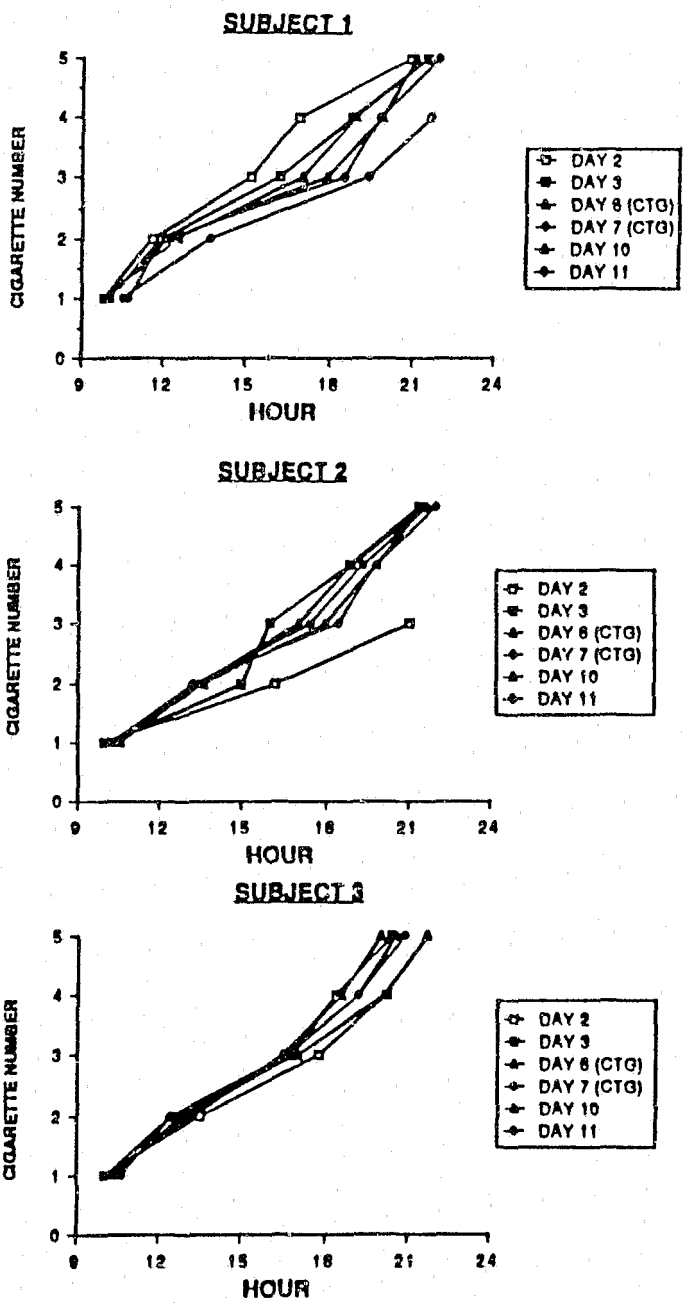 SUBJECT 1
CIGARETTE NUMBER
5
4
3
2
1
0
9
12
15
18
21
24
HOUR
DAY 2
DAY 3
DAY 6 (CTG)
DAY 7 (CTG)
DAY 10
DAY 11
SUBJECT 2
CIGARETTE NUMBER
5
4
3
2
1
0
9
12
15
18
21
24
HOUR
DAY 2
DAY 3
DAY 6 (CTG)
DAY 7 (CTG)
DAY 10
DAY 11
SUBJECT 3
CIGARETTE NUMBER
5
4
3
2
1
0
9
12
15
18
21
24
HOUR
DAY 2
DAY 3
DAY 6 (CTG)
DAY 7 (CTG)
DAY 10
DAY 11